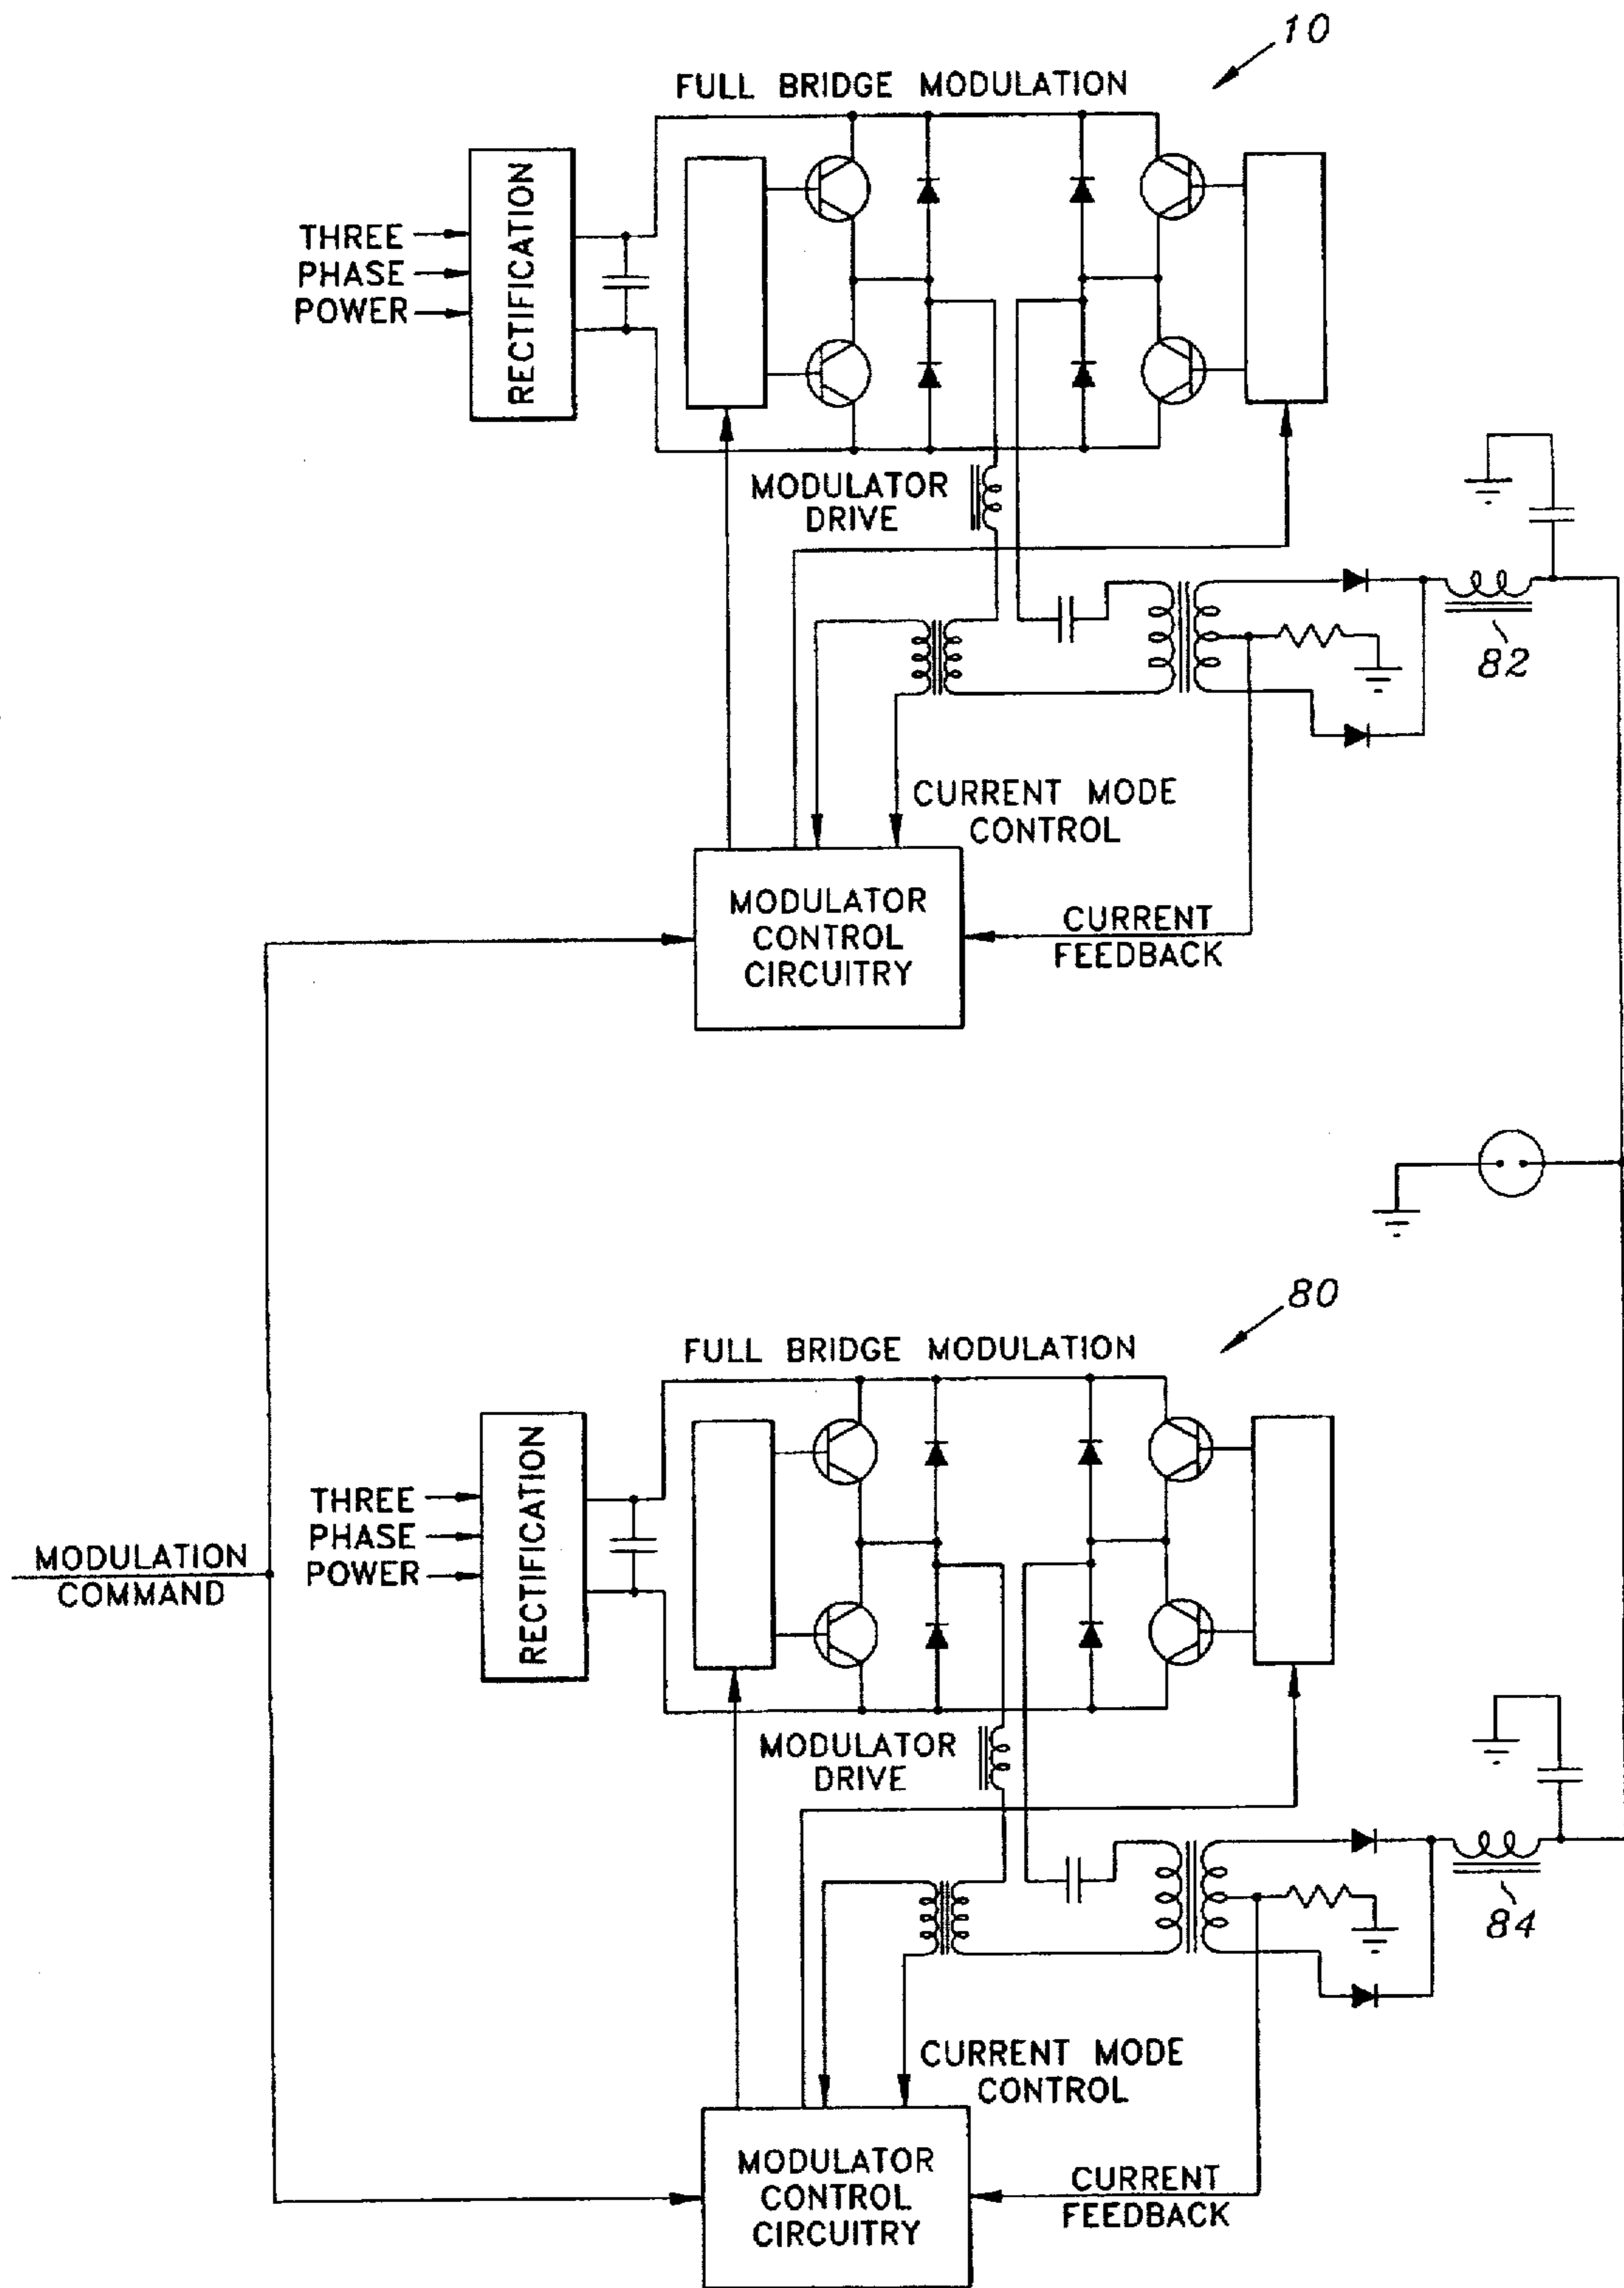 10
FULL BRIDGE MODULATION
RECTIFICATION
THREE
PHASE
POWER
MODULATOR
DRIVE
82
CURRENT MODE
CONTROL
MODULATOR
CONTROL
CIRCUITRY
CURRENT
FEEDBACK
80
FULL BRIDGE MODULATION
RECTIFICATION
THREE
PHASE
POWER
MODULATION
COMMAND
MODULATOR
DRIVE
84
CURRENT MODE
CONTROL
MODULATOR
CONTROL
CIRCUITRY
CURRENT
FEEDBACK